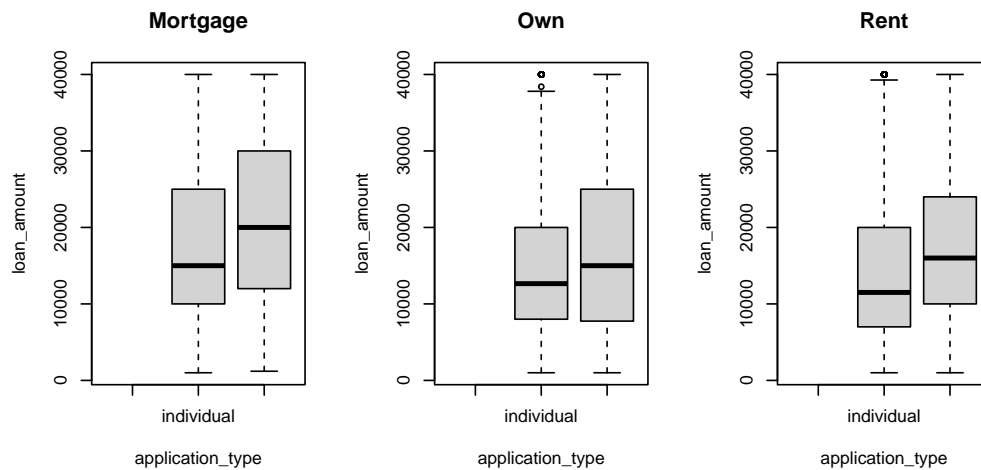 Mortgage
Own
Rent
loan_amount
0
10000
20000
30000
40000
individual
application_type
loan_amount
0
10000
20000
30000
40000
individual
application_type
loan_amount
0
10000
20000
30000
40000
individual
application_type